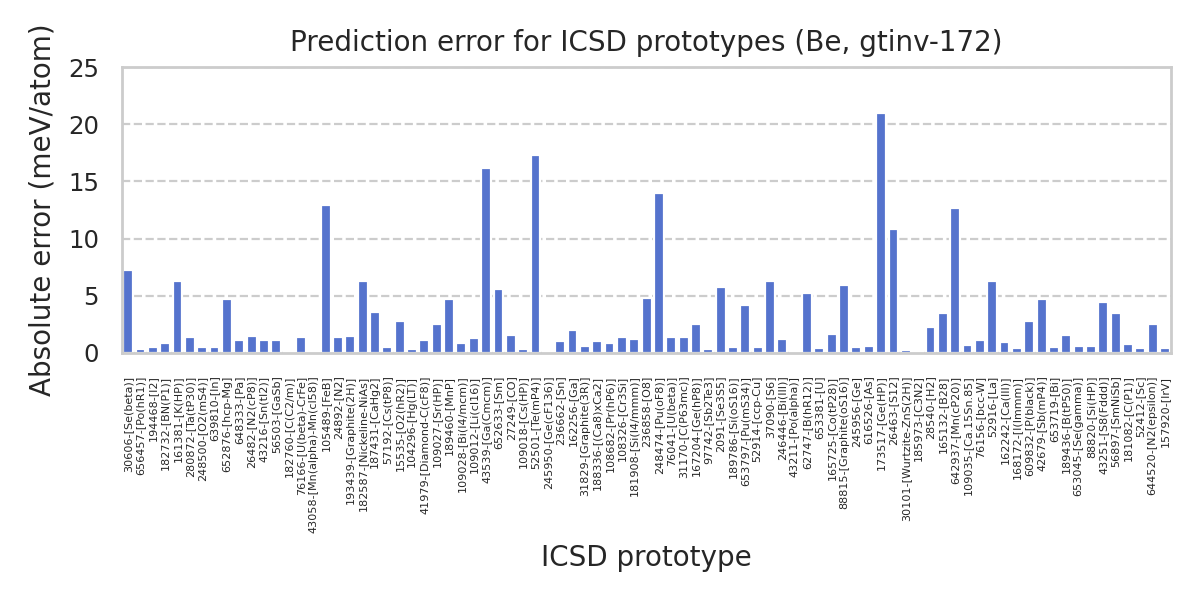 Prediction error for ICSD prototypes (Be, gtinv-172)
Absolute error (meV/atom)
25
20
15
10
5
0
30606-[Se(beta)]
656457-[Po(hR1)]
194468-[I2]
182732-[BN(P1)]
161381-[K(HP)]
280872-[Ta(tP30)]
248500-[O2(mS4)]
639810-[In]
652876-[hcp-Mg]
648333-[Pa]
26482-[N2(cP8)]
43216-[Sn(tI2)]
56503-[GaSb]
182760-[C(C2/m)]
76166-[U(beta)-CrFe]
43058-[Mn(alpha)-Mn(cI58)]
105489-[FeB]
24892-[N2]
193439-[Graphite(2H)]
182587-[Nickeline-NiAs]
187431-[CaHg2]
57192-[Cs(tP8)]
15535-[O2(hR2)]
104296-[Hg(LT)]
41979-[Diamond-C(cF8)]
109027-[Sr(HP)]
189460-[MnP]
109028-[Bi(I4/mcm)]
109012-[Li(cI16)]
43539-[Ga(Cmcm)]
652633-[Sm]
27249-[CO]
109018-[Cs(HP)]
52501-[Te(mP4)]
245950-[Ge(cF136)]
236662-[Sn]
162256-[Ga]
31829-[Graphite(3R)]
188336-[(Ca8)xCa2]
108682-[Pr(hP6)]
108326-[Cr3Si]
181908-[Si(I4/mmm)]
236858-[O8]
248474-[Pu(oF8)]
76041-[U(beta)]
31170-[C(P63mc)]
167204-[Ge(hP8)]
97742-[Sb2Te3]
2091-[Se3S5]
189786-[Si(oS16)]
653797-[Pu(mS34)]
52914-[ccp-Cu]
37090-[S6]
246446-[Bi(III)]
43211-[Po(alpha)]
62747-[B(hR12)]
653381-[U]
165725-[Co(tP28)]
88815-[Graphite(oS16)]
245956-[Ge]
616526-[As]
173517-[Ge(HP)]
26463-[S12]
30101-[Wurtzite-ZnS(2H)]
185973-[C3N2]
28540-[H2]
165132-[B28]
642937-[Mn(cP20)]
109035-[Ca.15Sn.85]
76156-[bcc-W]
52916-[La]
162242-[Ca(III)]
168172-[I(Immm)]
609832-[P(black)]
42679-[Sb(mP4)]
653719-[Bi]
189436-[B(tP50)]
653045-[Se(gamma)]
88820-[Si(HP)]
43251-[S8(Fddd)]
56897-[SmNiSb]
181082-[C(P1)]
52412-[Sc]
644520-[N2(epsilon)]
157920-[IrV]
ICSD prototype